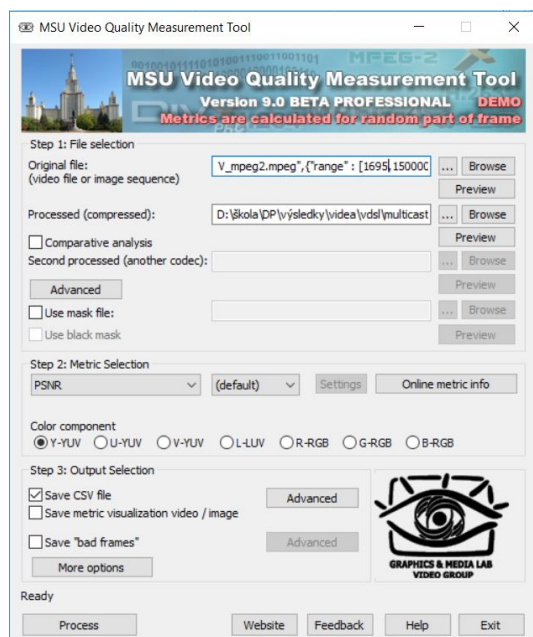 MSU Video Quality Measurement Tool
MPEG-2
MSU Video Quality Measurement Tool
Version 9.0 BETA PROFESSIONAL DEMO
Metrics are calculated for random part of frame
Step 1: File selection
Original file:
(video file or image sequence)
V_mpeg2.mpeg",{"range" : [1695,150000
... Browse
Preview
Processed (compressed):
D:\škola\DP\výsledky\videa\vdsl\multicast
... Browse
Preview
Comparative analysis
Second processed (another codec):
... Browse
Preview
Advanced
Use mask file:
... Browse
Use black mask
Preview
Step 2: Metric Selection
PSNR (default) Settings Online metric info
Color component
Y-YUV U-YUV V-YUV L-LUV R-RGB G-RGB B-RGB
Step 3: Output Selection
Save CSV file
Advanced
Save metric visualization video / image
Save "bad frames"
Advanced
More options
GRAPHICS & MEDIA LAB
VIDEO GROUP
Ready
Process Website Feedback Help Exit